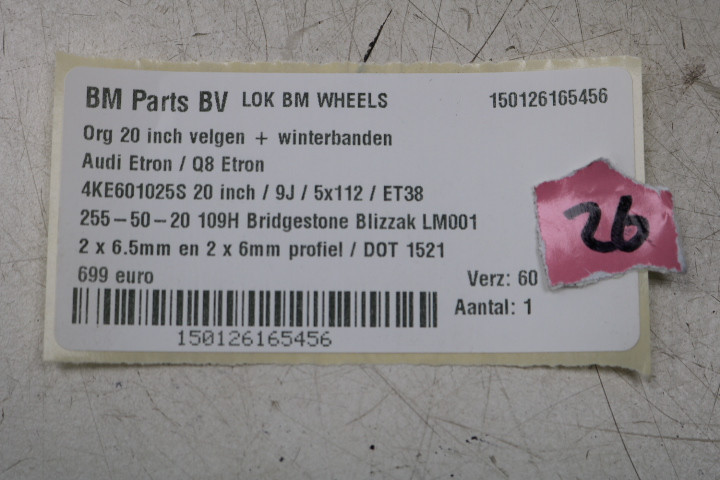 BM Parts BV LOK BM WHEELS 150126165456
Org 20 inch velgen + winterbanden
Audi Etron / Q8 Etron
4KE601025S 20 inch / 9J / 5x112 / ET38
255-50-20 109H Bridgestone Blizzak LM001
2 x 6.5mm en 2 x 6mm profiel / DOT 1521
699 euro Verz: 60
Aantal: 1
150126165456
26